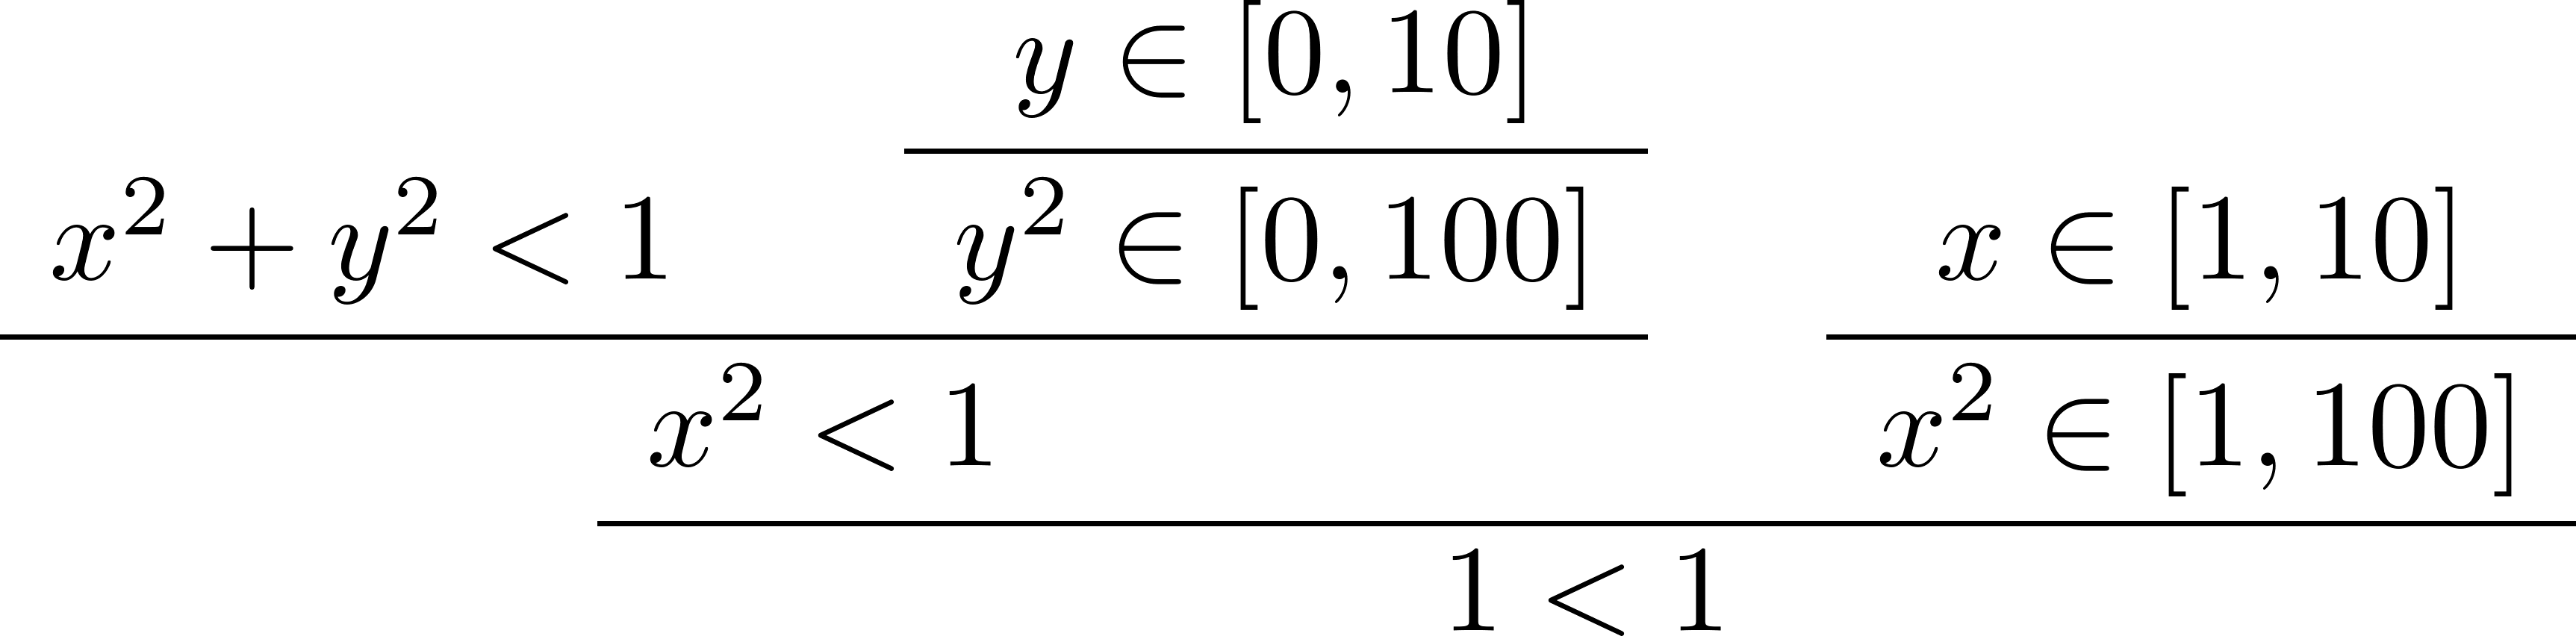 y ∈ [0, 10]
x² + y² < 1 y² ∈ [0, 100] x ∈ [1, 10]
x² < 1 x² ∈ [1, 100]
1 < 1